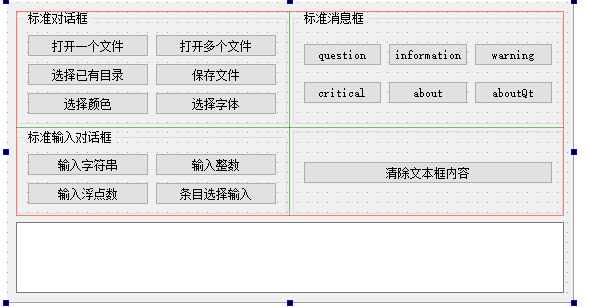 标准对话框
打开一个文件 打开多个文件
选择已有目录 保存文件
选择颜色 选择字体
标准消息框
question information warning
critical about aboutQt
标准输入对话框
输入字符串 输入整数
输入浮点数 条目选择输入
清除文本框内容